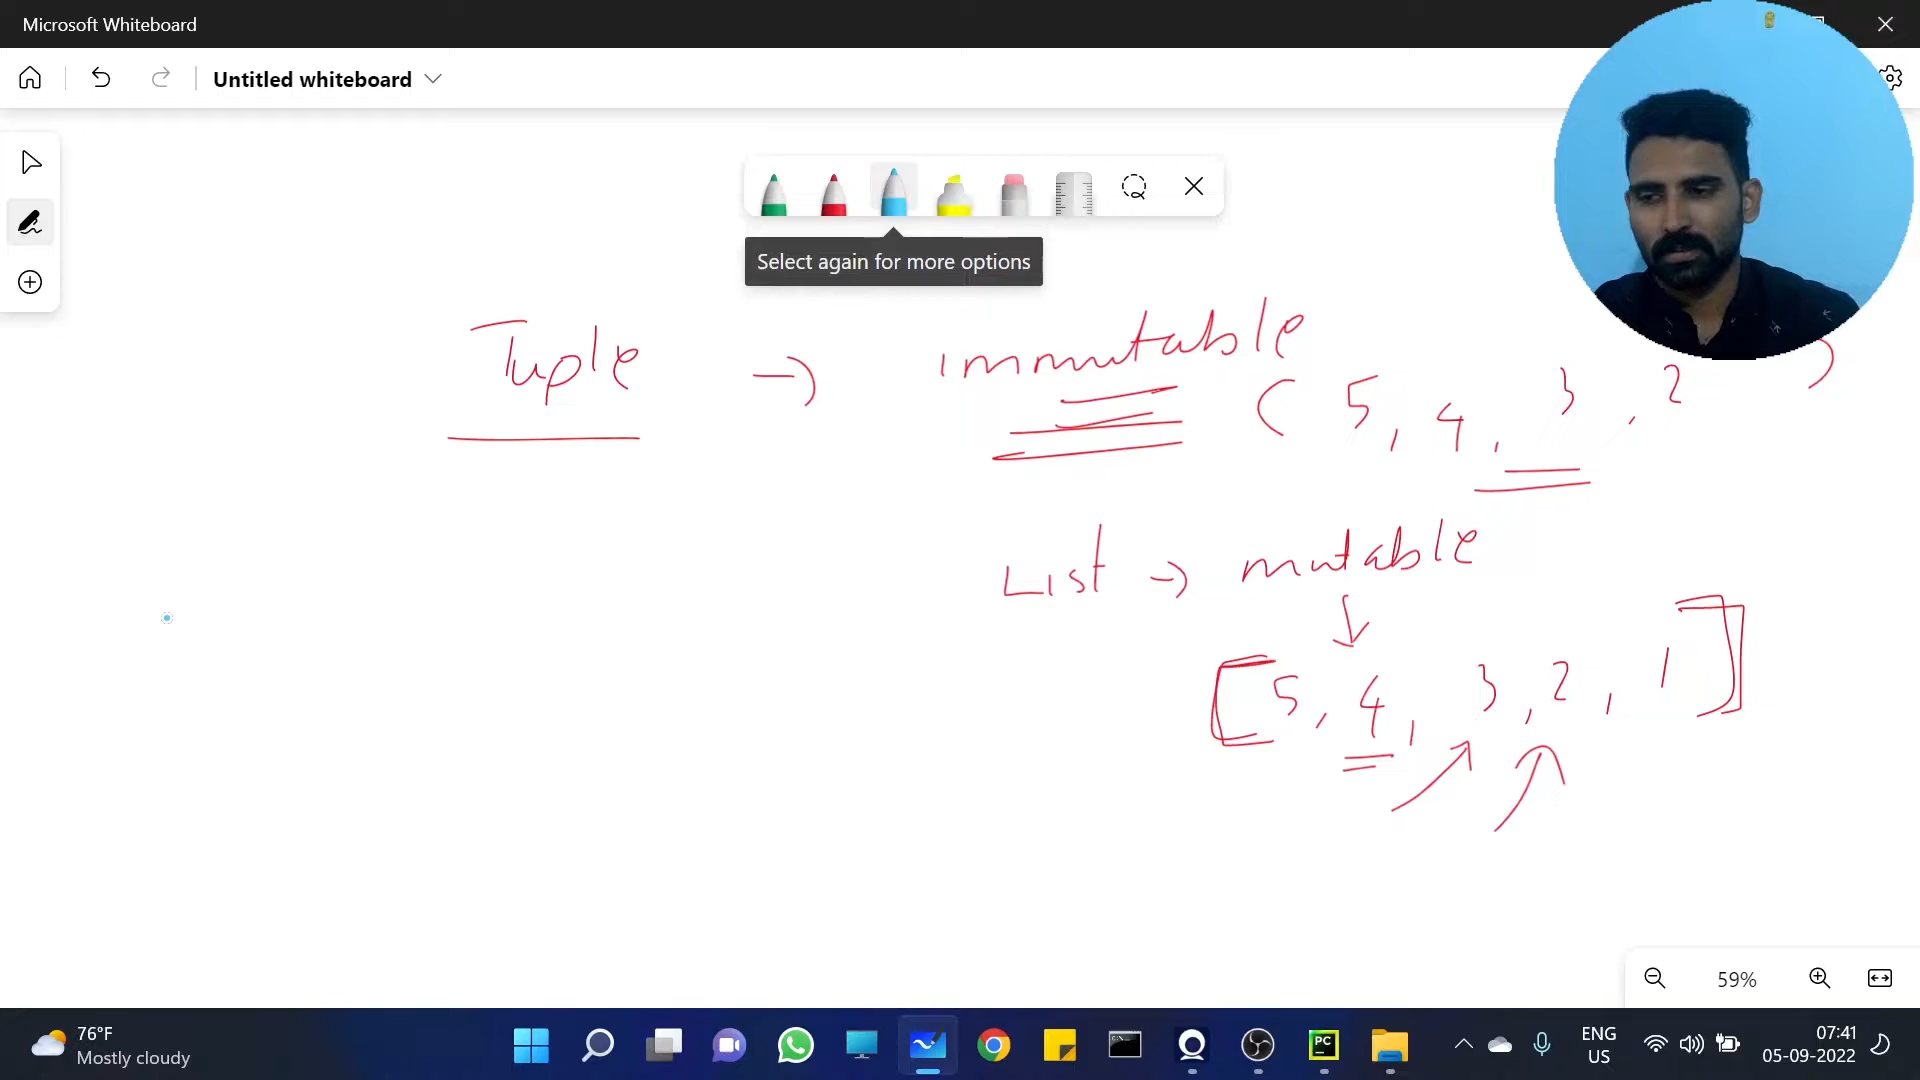 Microsoft Whiteboard
Untitled whiteboard
Select again for more options
Tuple → immutable
( 5, 4, 3, 2 )
List → mutable
↓
[5, 4, 3, 2, 1]
59%
76°F
Mostly cloudy
PC
ENG
US
07:41
05-09-2022